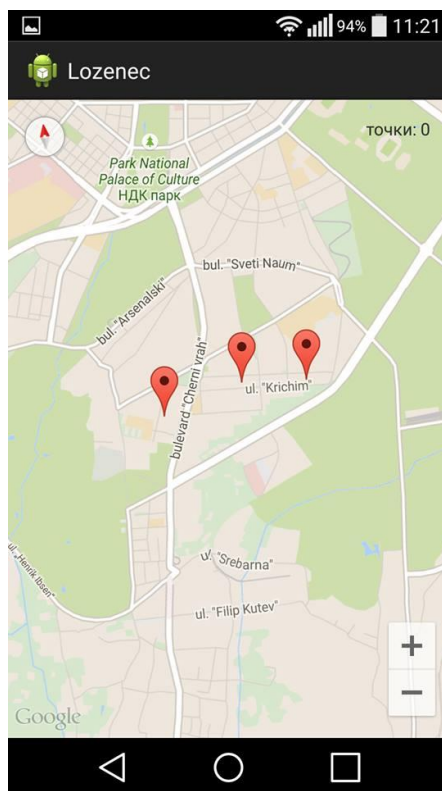 94% 11:21
Lozenec
точки: 0
Park National
Palace of Culture
НДК парк
bul. "Sveti Naum"
bul. "Arsenalski"
bulevard "Cherni vrah"
ul. "Krichim"
ul. "Henrik Ibsen"
ul. "Srebarna"
ul. "Filip Kutev"
+
−
Google